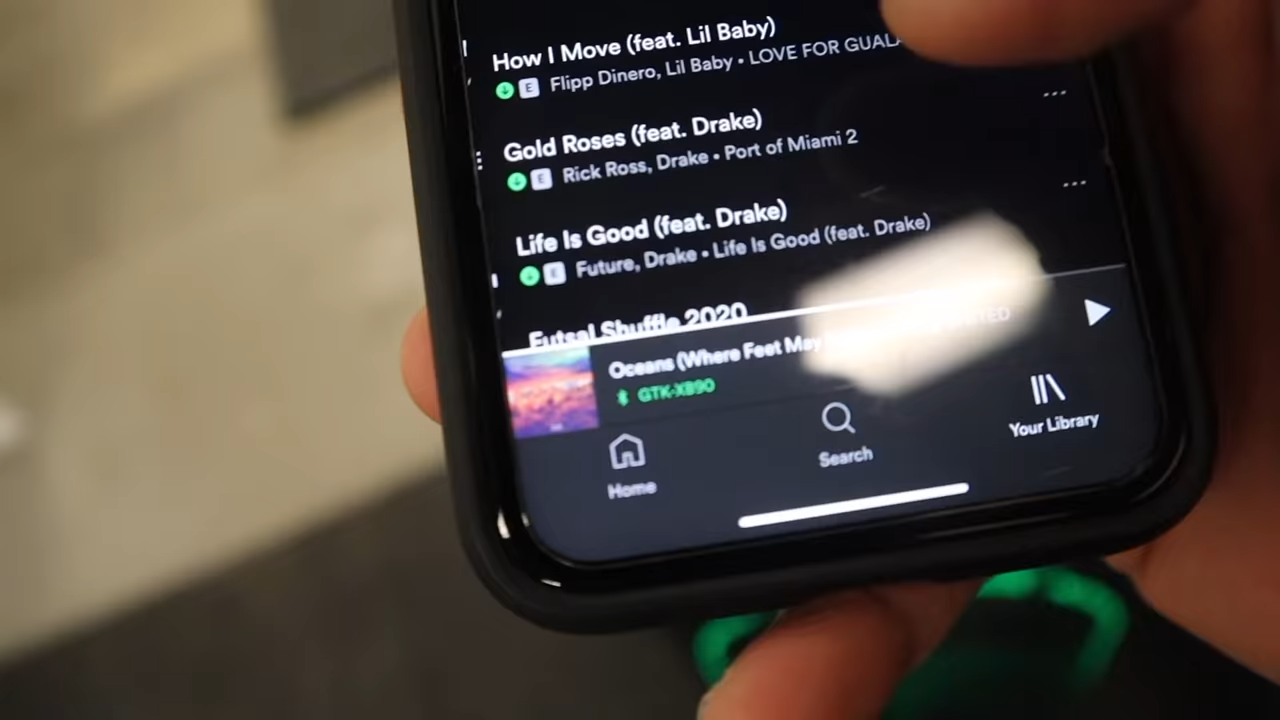 How I Move (feat. Lil Baby)
E Flipp Dinero, Lil Baby • LOVE FOR GUALA
Gold Roses (feat. Drake)
E Rick Ross, Drake • Port of Miami 2
Life Is Good (feat. Drake)
E Future, Drake • Life Is Good (feat. Drake)
Futsal Shuffle 2020
Oceans (Where Feet May
GTK-XB90
Home
Search
Your Library